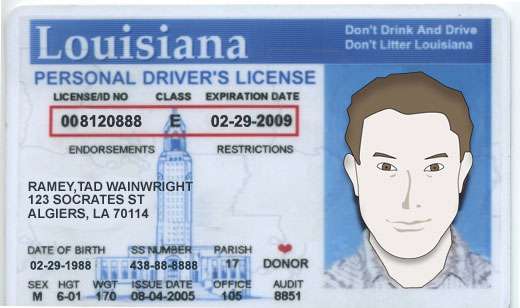 Louisiana
Don't Drink And Drive
Don't Litter Louisiana
PERSONAL DRIVER'S LICENSE
LICENSE/ID NO CLASS EXPIRATION DATE
008120888 E 02-29-2009
ENDORSEMENTS RESTRICTIONS
RAMEY,TAD WAINWRIGHT
123 SOCRATES ST
ALGIERS, LA 70114
DATE OF BIRTH SS NUMBER PARISH
02-29-1988 438-88-8888 17 DONOR
SEX HGT WGT ISSUE DATE OFFICE AUDIT
M 6-01 170 08-04-2005 105 8851